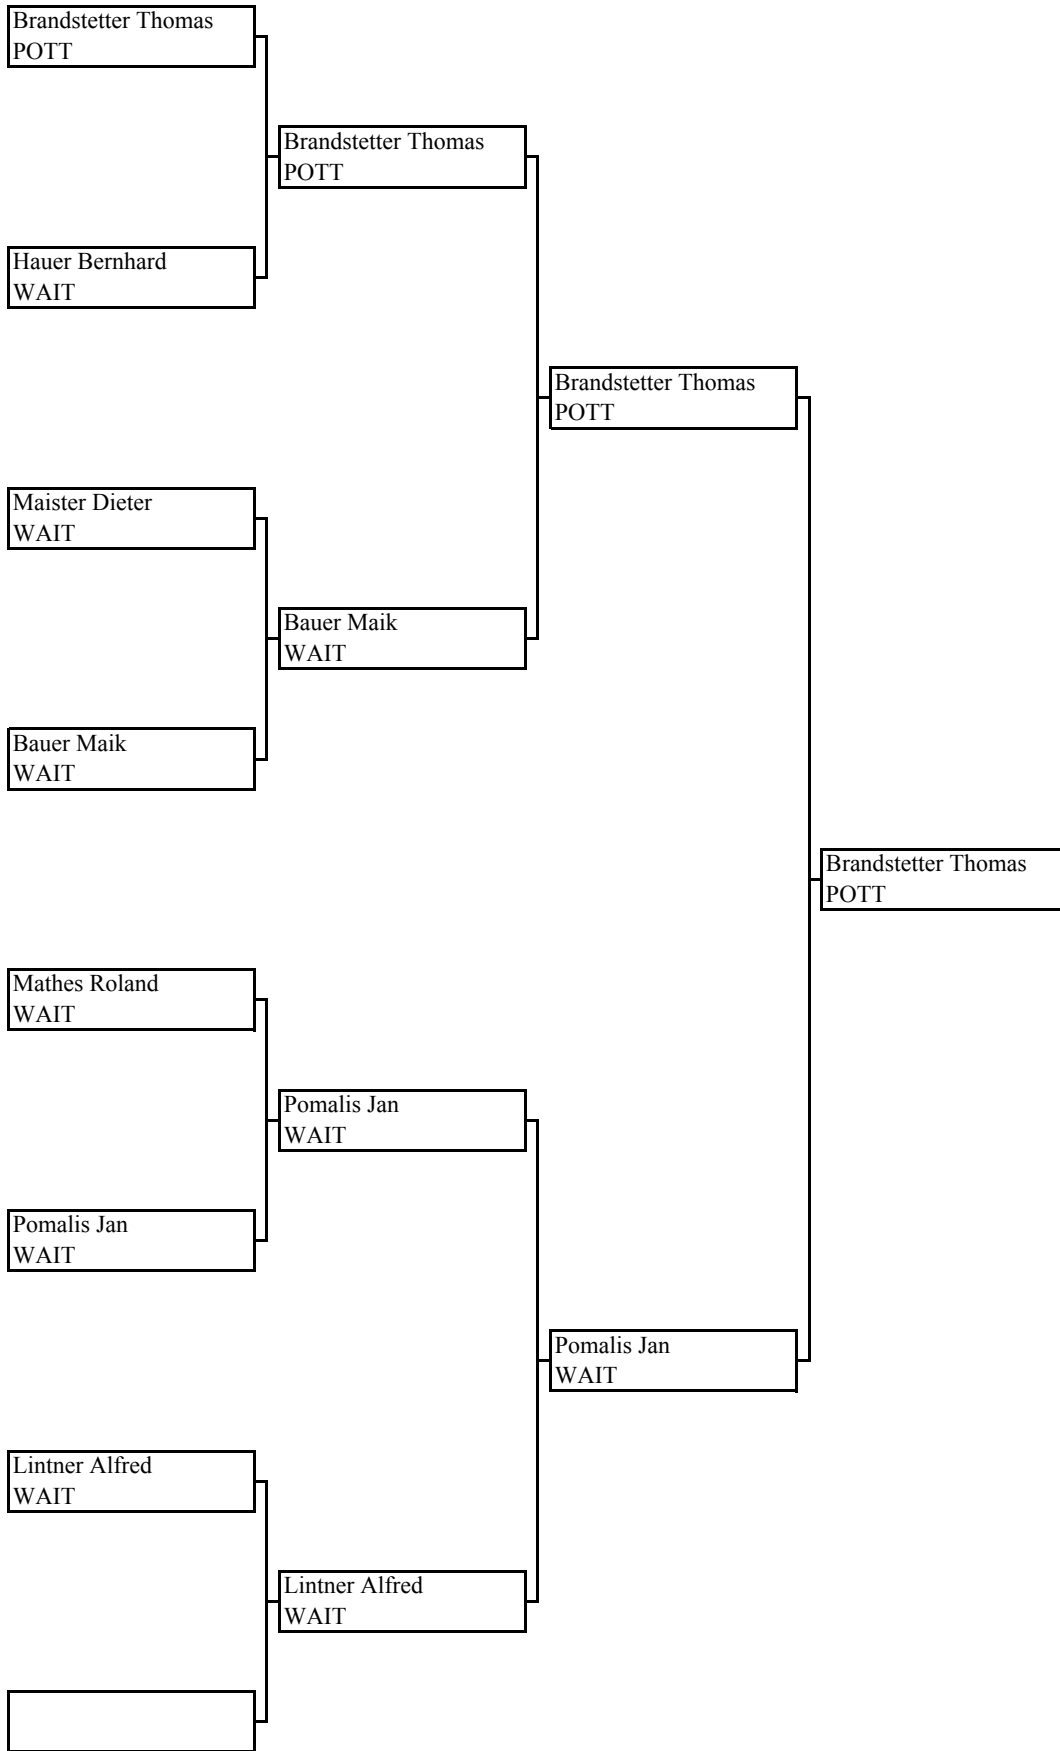 Brandstetter Thomas
POTT
Brandstetter Thomas
POTT
Hauer Bernhard
WAIT
Brandstetter Thomas
POTT
Maister Dieter
WAIT
Bauer Maik
WAIT
Bauer Maik
WAIT
Brandstetter Thomas
POTT
Mathes Roland
WAIT
Pomalis Jan
WAIT
Pomalis Jan
WAIT
Pomalis Jan
WAIT
Lintner Alfred
WAIT
Lintner Alfred
WAIT